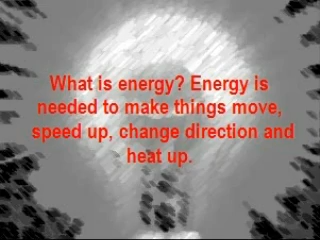 What is energy? Energy is
needed to make things move,
speed up, change direction and
heat up.